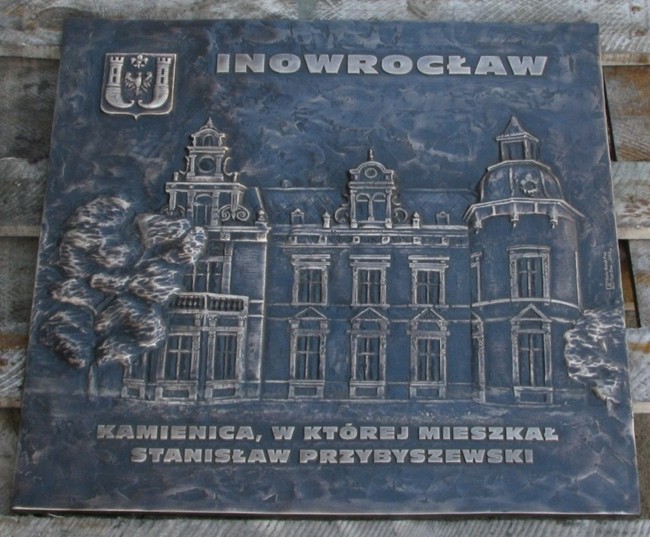 INOWROCŁAW
KAMIENICA, W KTÓREJ MIESZKAŁ
STANISŁAW PRZYBYSZEWSKI